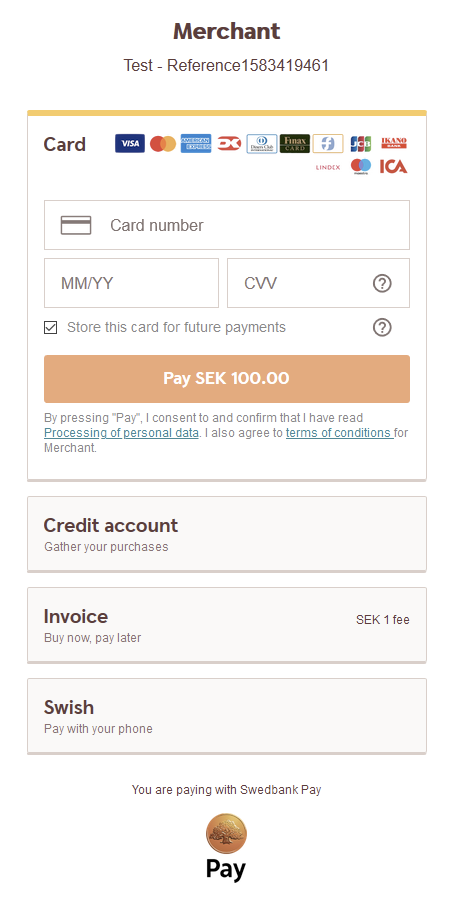 Merchant
Test - Reference1583419461
Card
VISA
AMERICAN EXPRESS
Diners Club
Finax
CARD
JCB
IKANO
BANK
LINDEX
ICA
Card number
MM/YY
CVV
?
Store this card for future payments
?
Pay SEK 100.00
By pressing "Pay", I consent to and confirm that I have read
Processing of personal data. I also agree to terms of conditions for
Merchant.
Credit account
Gather your purchases
Invoice
SEK 1 fee
Buy now, pay later
Swish
Pay with your phone
You are paying with Swedbank Pay
Pay